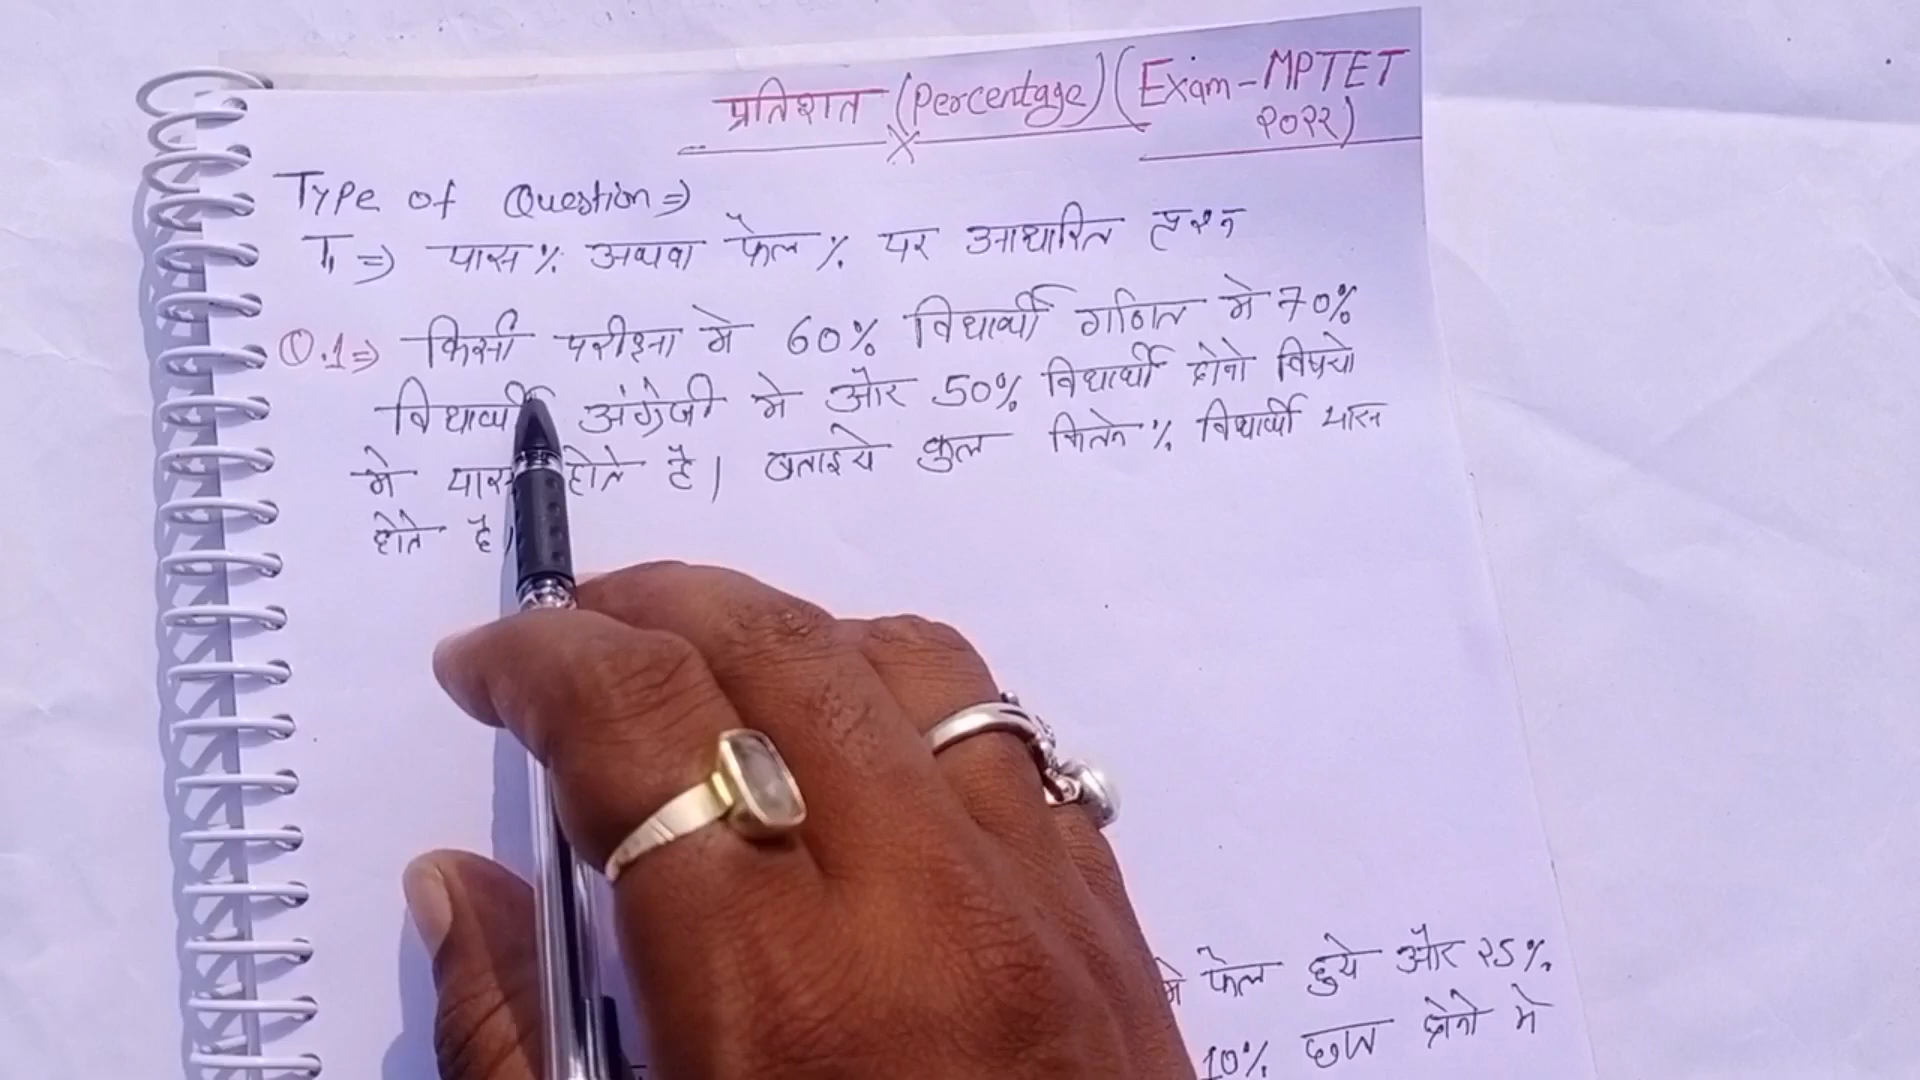 प्रतिशत (Percentage) (Exam-MPTET
२०२२)
Type of Question⇒
T₁ ⇒ पास % अथवा फेल % पर आधारित प्रश्न
Q.1⇒ किसी परीक्षा मे 60% विद्यार्थी गणित मे 70%
विद्यार्थी अंग्रेजी मे और 50% विद्यार्थी दोनो विषयो
मे पास होते है। बताइये कुल कितने % विद्यार्थी पास
होते है।
मे फेल हुये और 25%
10% छात्र दोनो मे